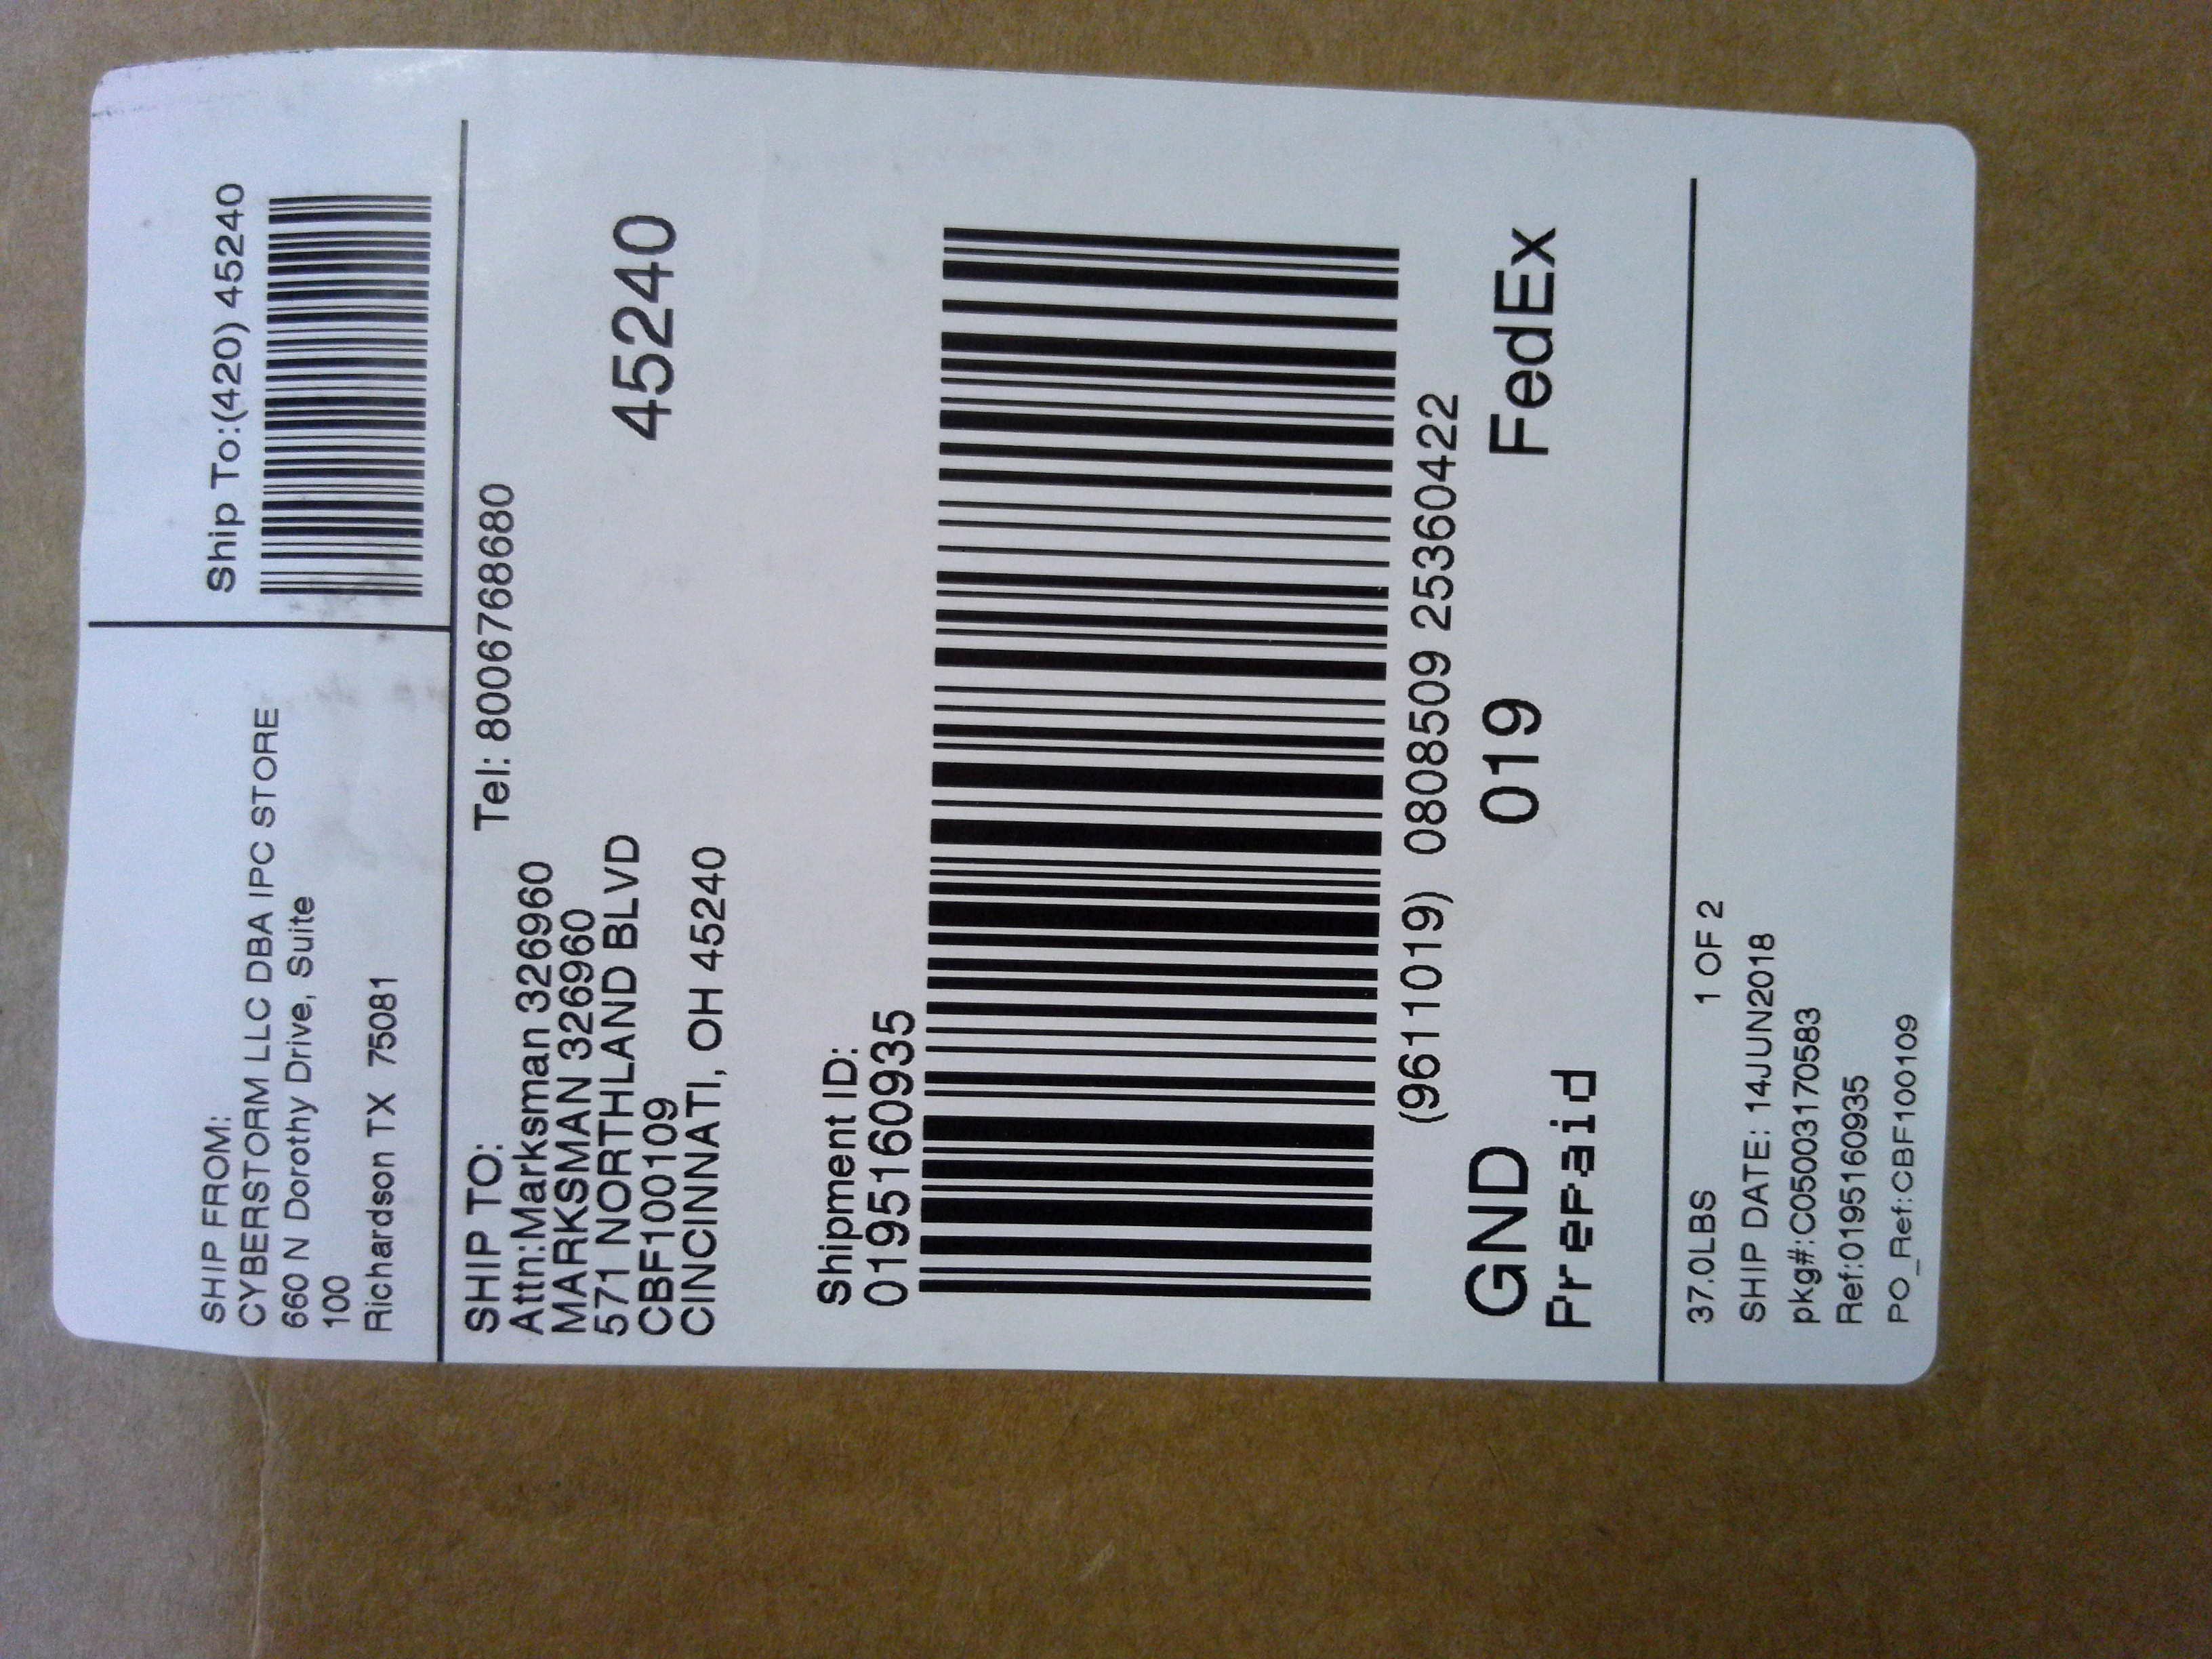 SHIP FROM:
CYBERSTORM LLC DBA IPC STORE
660 N Dorothy Drive, Suite
100
Richardson TX 75081
Ship To:(420) 45240
SHIP TO:
Tel: 8006768680
Attn:Marksman 326960
MARKSMAN 326960
571 NORTHLAND BLVD
CBF100109
CINCINNATI, OH 45240
45240
Shipment ID:
0195160935
(9611019) 0808509 25360422
GND 019 FedEx
Prepaid
37.0LBS 1 OF 2
SHIP DATE: 14JUN2018
pkg#:C05003170583
Ref:0195160935
PO_Ref:CBF100109